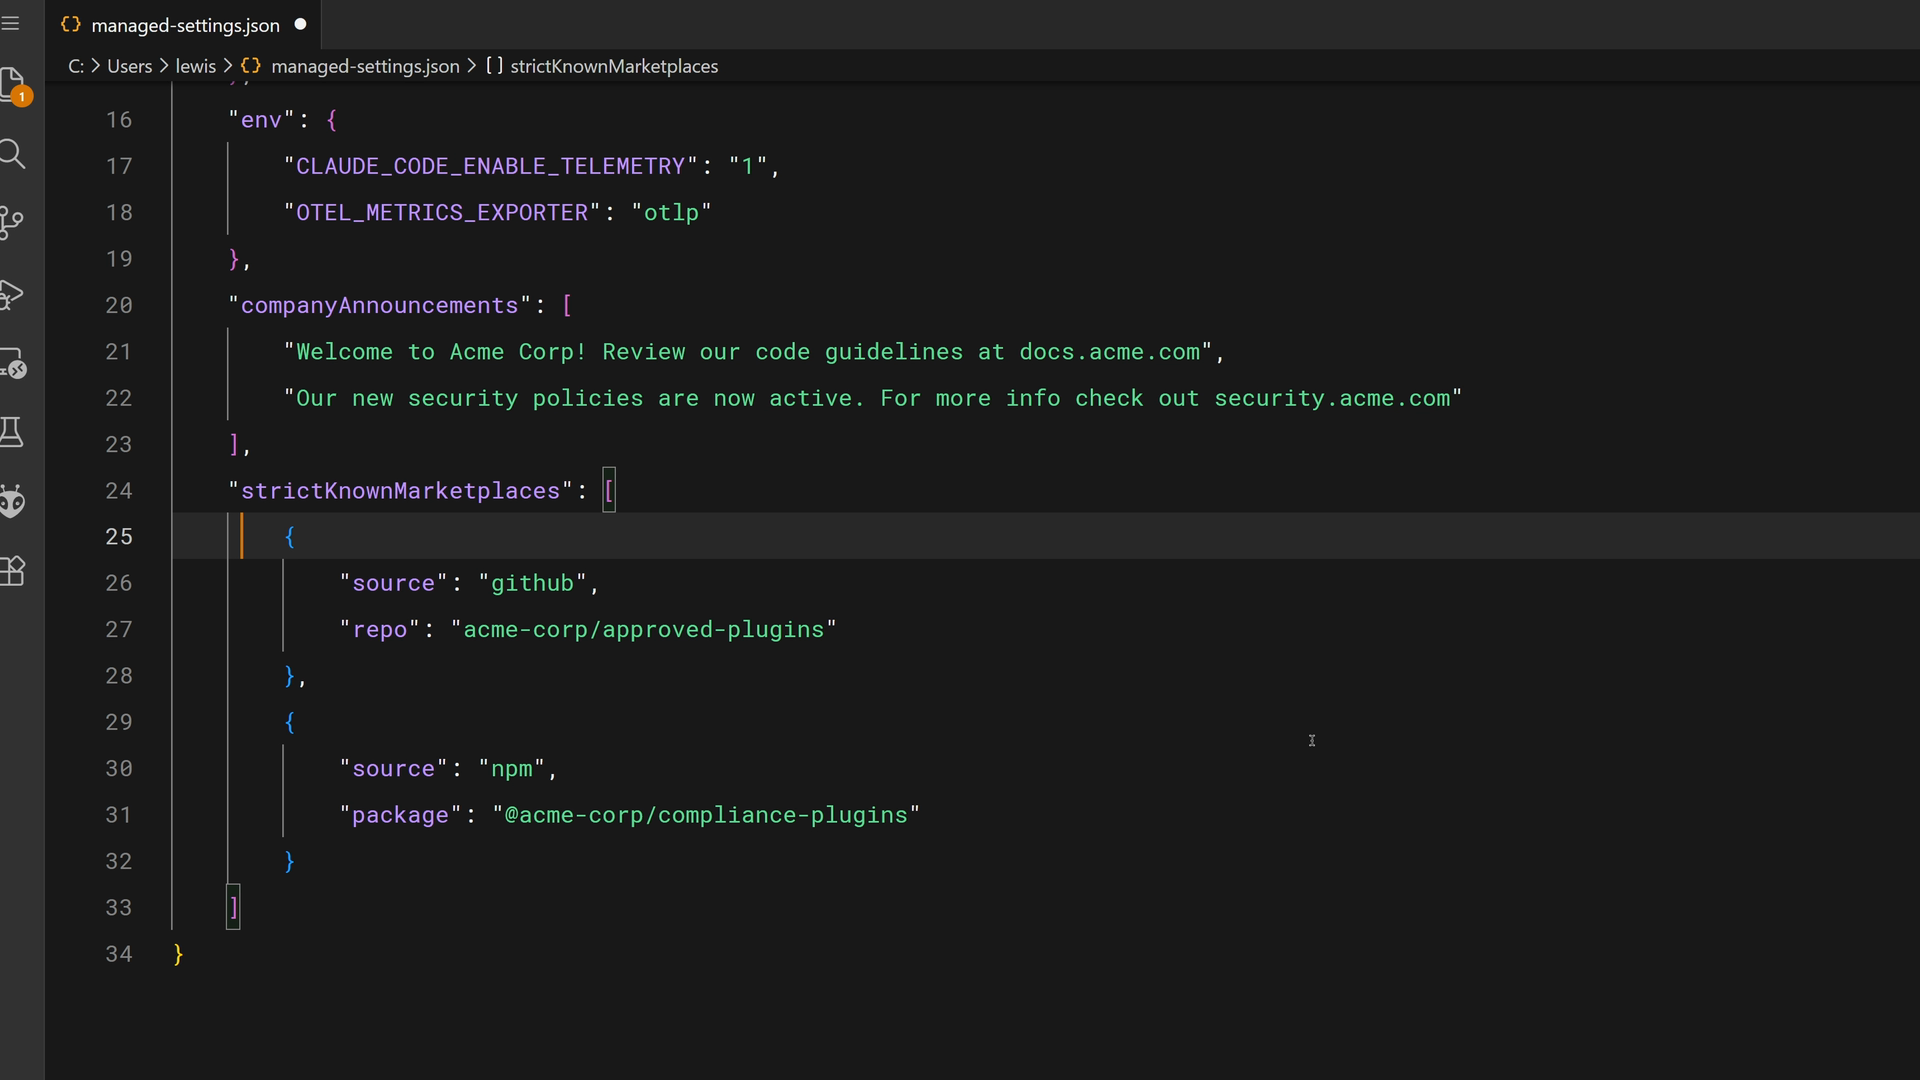 managed-settings.json
C: > Users > lewis > {} managed-settings.json > [ ] strictKnownMarketplaces
1
16 "env": {
17 "CLAUDE_CODE_ENABLE_TELEMETRY": "1",
18 "OTEL_METRICS_EXPORTER": "otlp"
19 },
20 "companyAnnouncements": [
21 "Welcome to Acme Corp! Review our code guidelines at docs.acme.com",
22 "Our new security policies are now active. For more info check out security.acme.com"
23 ],
24 "strictKnownMarketplaces": [
25 {
26 "source": "github",
27 "repo": "acme-corp/approved-plugins"
28 },
29 {
30 "source": "npm",
31 "package": "@acme-corp/compliance-plugins"
32 }
33 ]
34 }